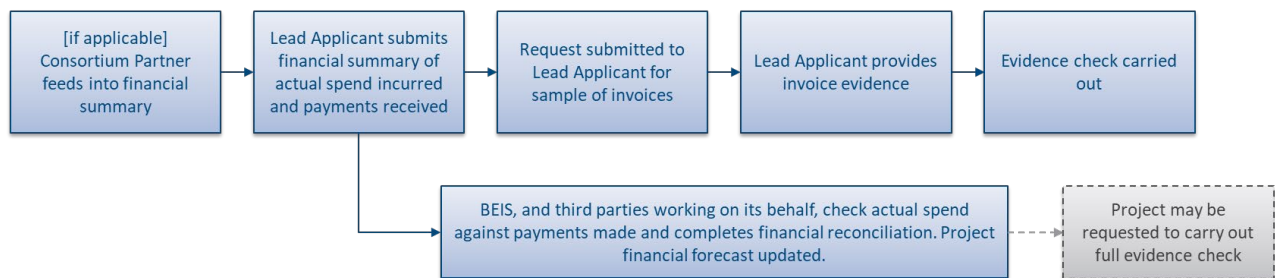 [if applicable]
Consortium Partner
feeds into financial
summary
Lead Applicant submits
financial summary of
actual spend incurred
and payments received
Request submitted to
Lead Applicant for
sample of invoices
Lead Applicant provides
invoice evidence
Evidence check carried
out
BEIS, and third parties working on its behalf, check actual spend
against payments made and completes financial reconciliation. Project
financial forecast updated.
Project may be
requested to carry out
full evidence check